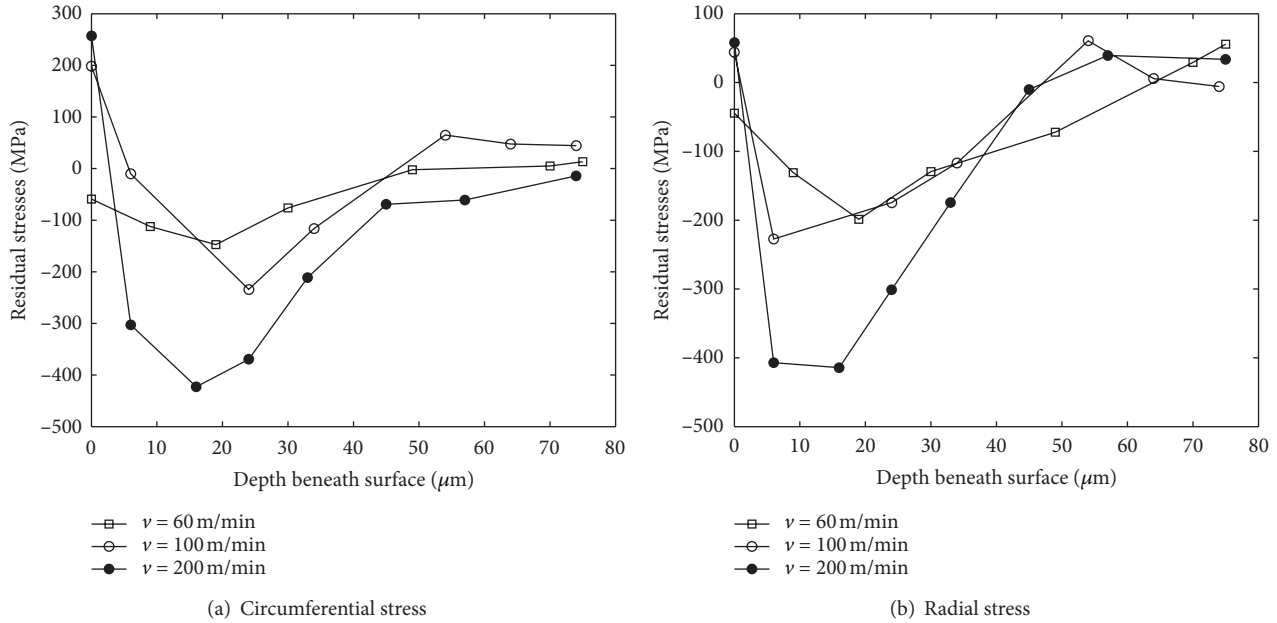 300
200
100
0
–100
–200
–300
–400
–500
Residual stresses (MPa)
0 10 20 30 40 50 60 70 80
Depth beneath surface (μm)
v = 60 m/min
v = 100 m/min
v = 200 m/min
(a) Circumferential stress
100
0
–100
–200
–300
–400
–500
Residual stresses (MPa)
0 10 20 30 40 50 60 70 80
Depth beneath surface (μm)
v = 60 m/min
v = 100 m/min
v = 200 m/min
(b) Radial stress